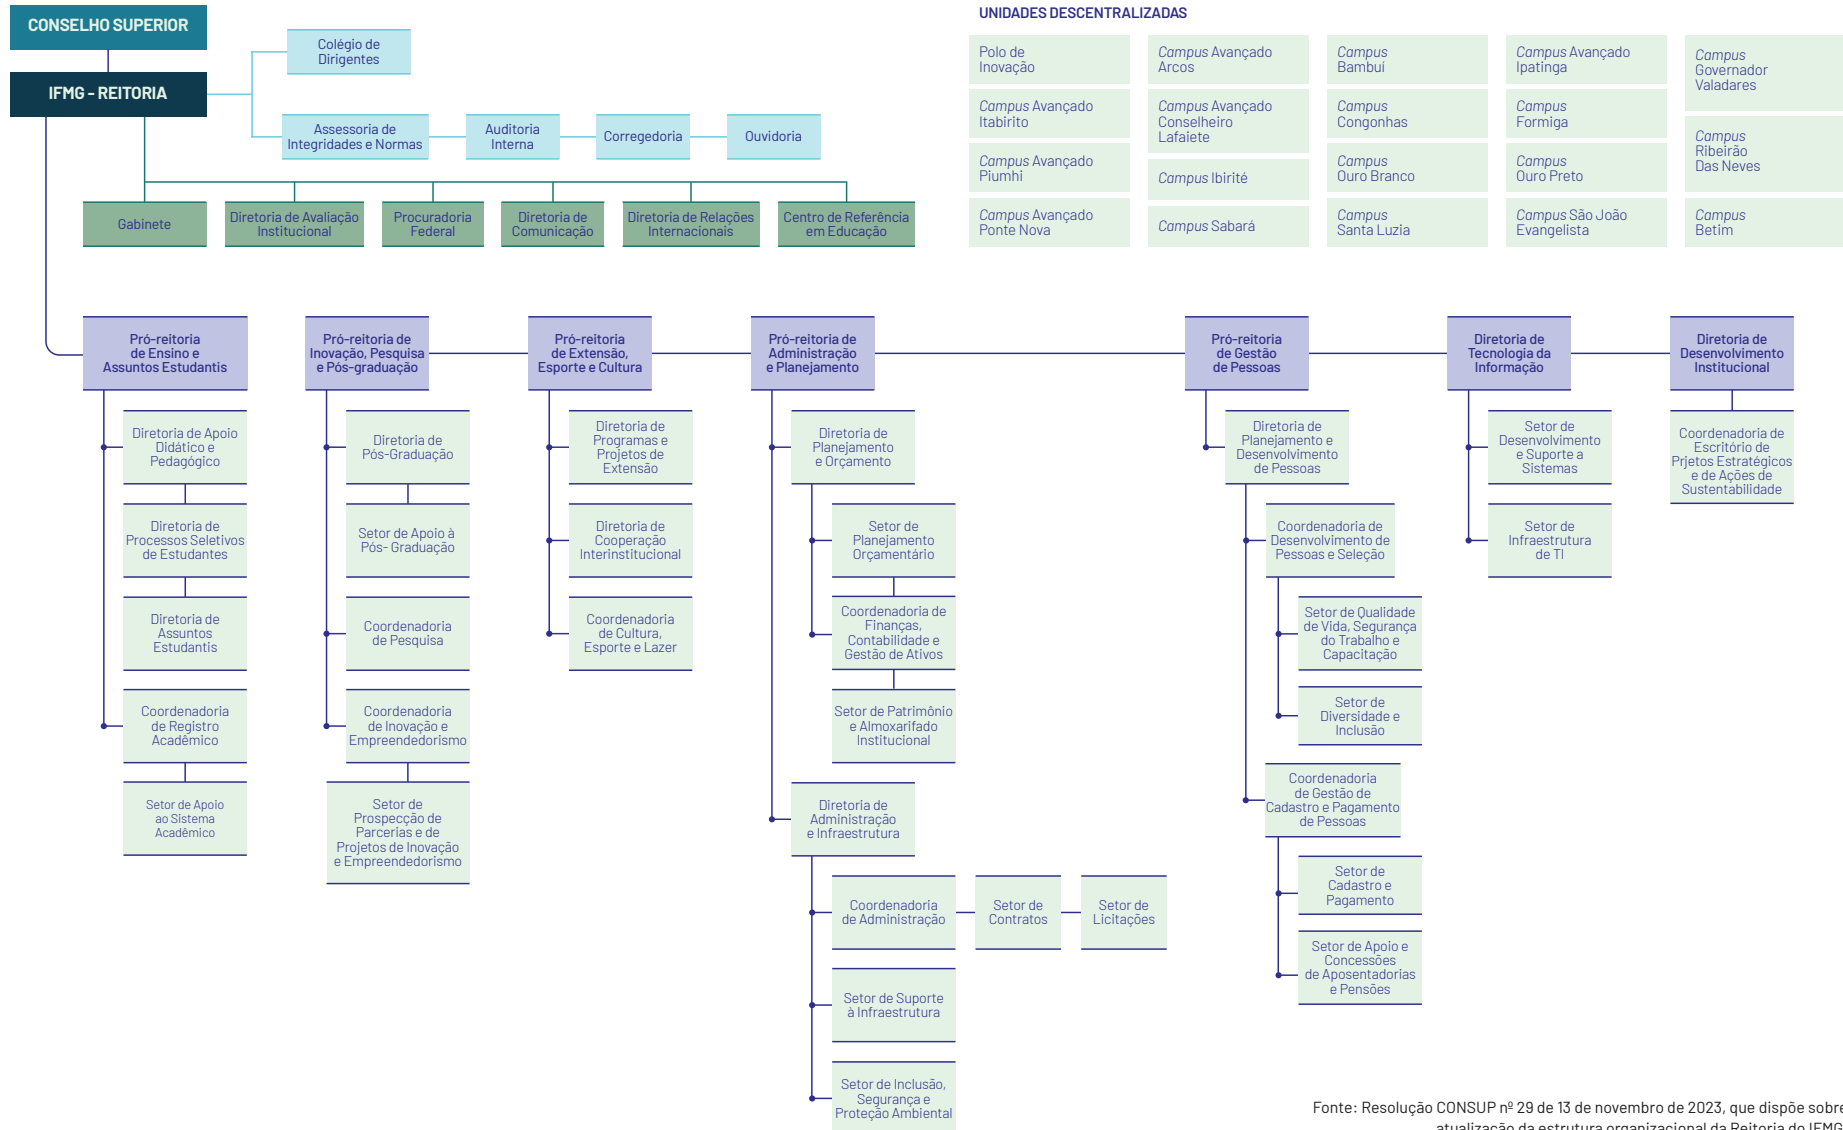 CONSELHO SUPERIOR
IFMG - REITORIA
Colégio de
Dirigentes
Assessoria de
Integridades e Normas
Auditoria
Interna
Corregedoria
Ouvidoria
Gabinete
Diretoria de Avaliação
Institucional
Procuradoria
Federal
Diretoria de
Comunicação
Diretoria de Relações
Internacionais
Centro de Referência
em Educação
UNIDADES DESCENTRALIZADAS
Polo de
Inovação
Campus Avançado
Itabirito
Campus Avançado
Piumhi
Campus Avançado
Ponte Nova
Campus Avançado
Arcos
Campus Avançado
Conselheiro
Lafaiete
Campus Ibirité
Campus Sabará
Campus
Bambuí
Campus
Congonhas
Campus
Ouro Branco
Campus
Santa Luzia
Campus Avançado
Ipatinga
Campus
Formiga
Campus
Ouro Preto
Campus São João
Evangelista
Campus
Governador
Valadares
Campus
Ribeirão
Das Neves
Campus
Betim
Pró-reitoria
de Ensino e
Assuntos Estudantis
Diretoria de Apoio
Didático e
Pedagógico
Diretoria de
Processos Seletivos
de Estudantes
Diretoria de
Assuntos
Estudantis
Coordenadoria
de Registro
Acadêmico
Setor de Apoio
ao Sistema
Acadêmico
Pró-reitoria de
Inovação, Pesquisa
e Pós-graduação
Diretoria de
Pós-Graduação
Setor de Apoio à
Pós- Graduação
Coordenadoria
de Pesquisa
Coordenadoria
de Inovação e
Empreendedorismo
Setor de
Prospecção de
Parcerias e de
Projetos de Inovação
e Empreendedorismo
Pró-reitoria
de Extensão,
Esporte e Cultura
Diretoria de
Programas e
Projetos de
Extensão
Diretoria de
Cooperação
Interinstitucional
Coordenadoria
de Cultura,
Esporte e Lazer
Pró-reitoria de
Administração
e Planejamento
Diretoria de
Planejamento
e Orçamento
Setor de
Planejamento
Orçamentário
Coordenadoria de
Finanças,
Contabilidade e
Gestão de Ativos
Setor de Patrimônio
e Almoxarifado
Institucional
Diretoria de
Administração
e Infraestrutura
Coordenadoria
de Administração
Setor de
Contratos
Setor de
Licitações
Setor de Suporte
à Infraestrutura
Setor de Inclusão,
Segurança e
Proteção Ambiental
Pró-reitoria
de Gestão
de Pessoas
Diretoria de
Planejamento e
Desenvolvimento
de Pessoas
Coordenadoria de
Desenvolvimento de
Pessoas e Seleção
Setor de Qualidade
de Vida, Segurança
do Trabalho e
Capacitação
Setor de
Diversidade e
Inclusão
Coordenadoria
de Gestão de
Cadastro e Pagamento
de Pessoas
Setor de
Cadastro e
Pagamento
Setor de Apoio e
Concessões
de Aposentadorias
e Pensões
Diretoria de
Tecnologia da
Informação
Setor de
Desenvolvimento
e Suporte a
Sistemas
Setor de
Infraestrutura
de TI
Diretoria de
Desenvolvimento
Institucional
Coordenadoria de
Escritório de
Prjetos Estratégicos
e de Ações de
Sustentabilidade
Fonte: Resolução CONSUP nº 29 de 13 de novembro de 2023, que dispõe sobre
atualização da estrutura organizacional da Reitoria do IFMG